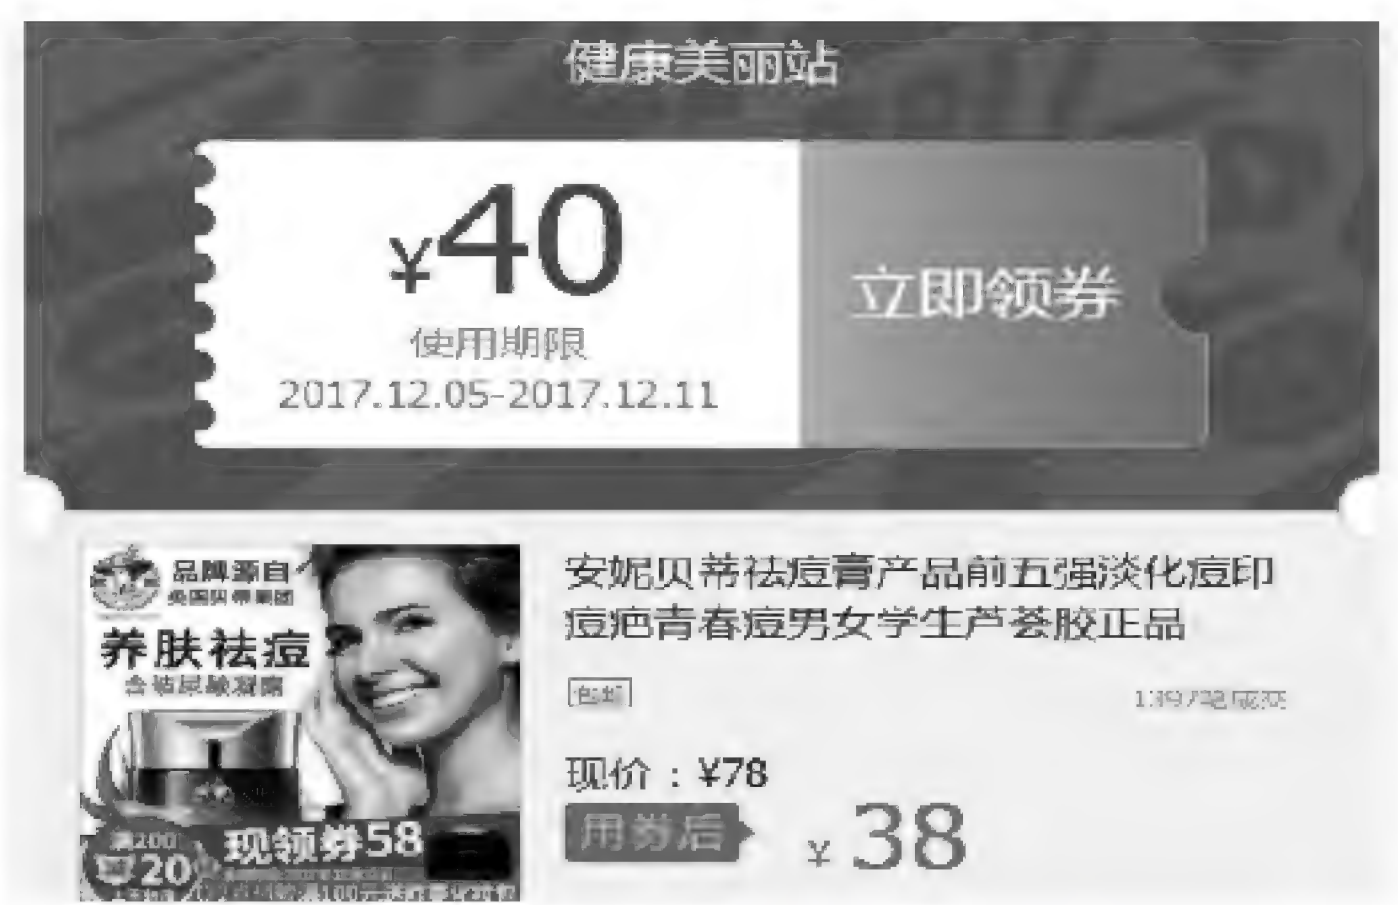 健康美丽站
¥40
使用期限
2017.12.05-2017.12.11
立即领券
安妮贝蒂祛痘膏产品前五强淡化痘印
痘疤青春痘男女学生芦荟胶正品
包邮
现价：¥78
用券后
¥38
品牌源自
养肤祛痘
现领券58
满200
20